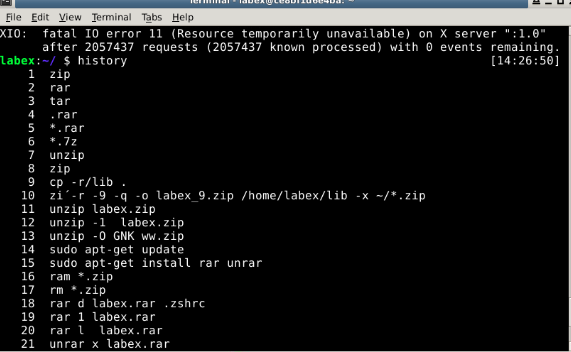 Terminal - labex@ce8bf1d6e4ba: ~
File Edit View Terminal Tabs Help
XIO:  fatal IO error 11 (Resource temporarily unavailable) on X server ":1.0"
      after 2057437 requests (2057437 known processed) with 0 events remaining.
labex:~/ $ history [14:26:50]
    1  zip
    2  rar
    3  tar
    4  .rar
    5  *.rar
    6  *.7z
    7  unzip
    8  zip
    9  cp -r/lib .
   10  zi´-r -9 -q -o labex_9.zip /home/labex/lib -x ~/*.zip
   11  unzip labex.zip
   12  unzip -1  labex.zip
   13  unzip -O GNK ww.zip
   14  sudo apt-get update
   15  sudo apt-get install rar unrar
   16  ram *.zip
   17  rm *.zip
   18  rar d labex.rar .zshrc
   19  rar 1 labex.rar
   20  rar l  labex.rar
   21  unrar x labex.rar